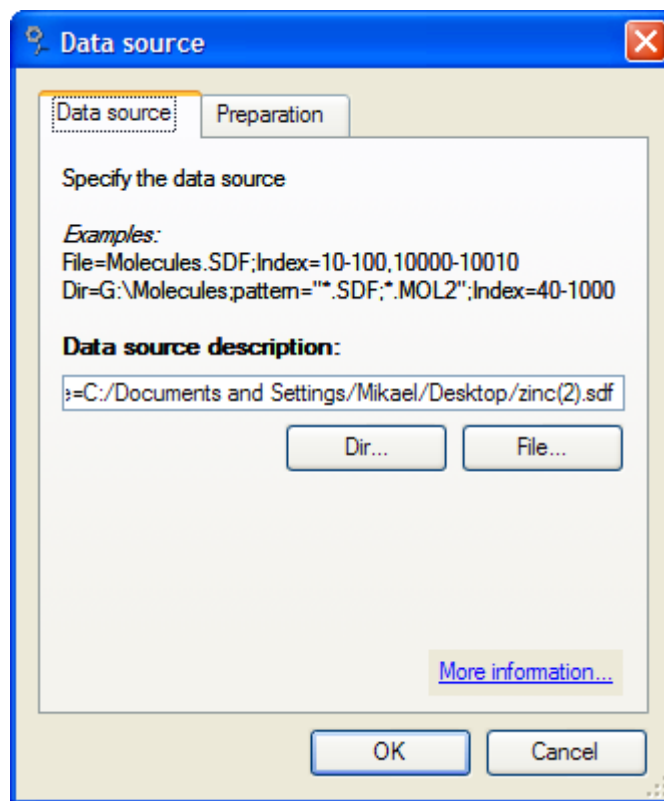 Data source
Data source Preparation
Specify the data source
Examples:
File=Molecules.SDF;Index=10-100,10000-10010
Dir=G:\Molecules;pattern="*.SDF;*.MOL2";Index=40-1000
Data source description:
=C:/Documents and Settings/Mikael/Desktop/zinc(2).sdf
Dir... File...
More information...
OK Cancel